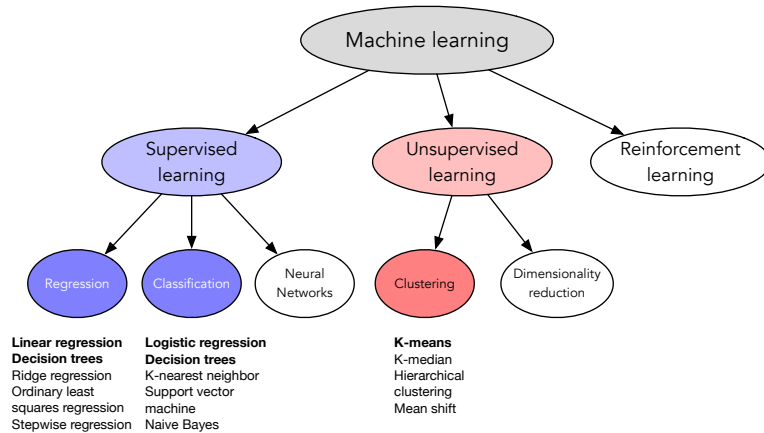 Machine learning
Supervised
learning
Unsupervised
learning
Reinforcement
learning
Regression
Classification
Neural
Networks
Clustering
Dimensionality
reduction
Linear regression
Decision trees
Ridge regression
Ordinary least
squares regression
Stepwise regression
Logistic regression
Decision trees
K-nearest neighbor
Support vector
machine
Naive Bayes
K-means
K-median
Hierarchical
clustering
Mean shift